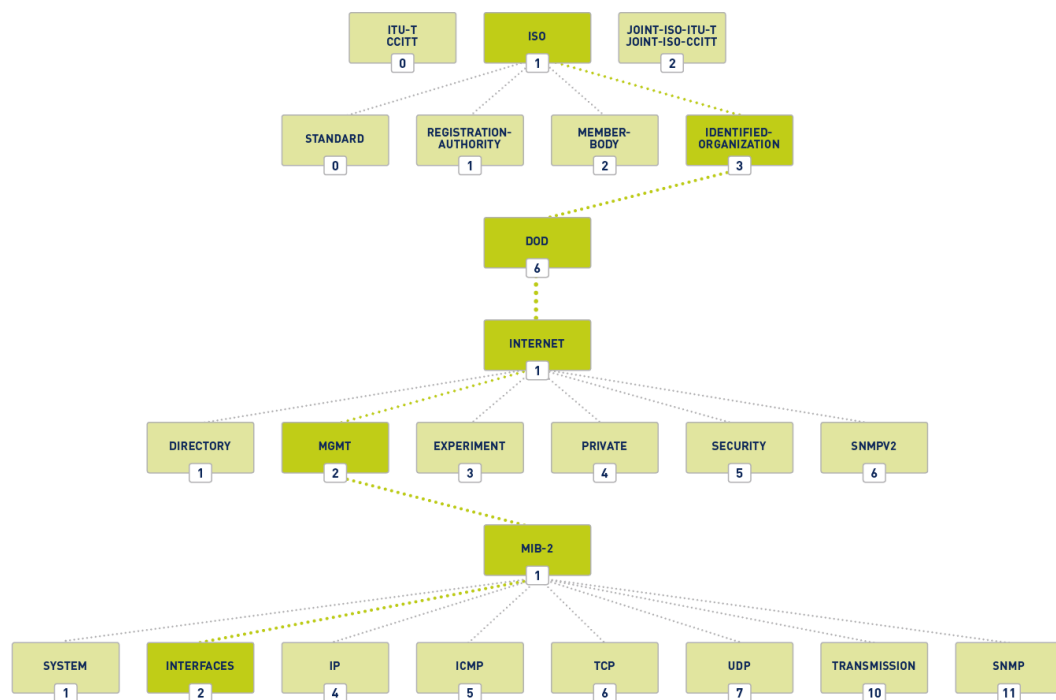 ITU-T
CCITT
0
ISO
1
JOINT-ISO-ITU-T
JOINT-ISO-CCITT
2
STANDARD
0
REGISTRATION-
AUTHORITY
1
MEMBER-
BODY
2
IDENTIFIED-
ORGANIZATION
3
DOD
6
INTERNET
1
DIRECTORY
1
MGMT
2
EXPERIMENT
3
PRIVATE
4
SECURITY
5
SNMPV2
6
MIB-2
1
SYSTEM
1
INTERFACES
2
IP
4
ICMP
5
TCP
6
UDP
7
TRANSMISSION
10
SNMP
11